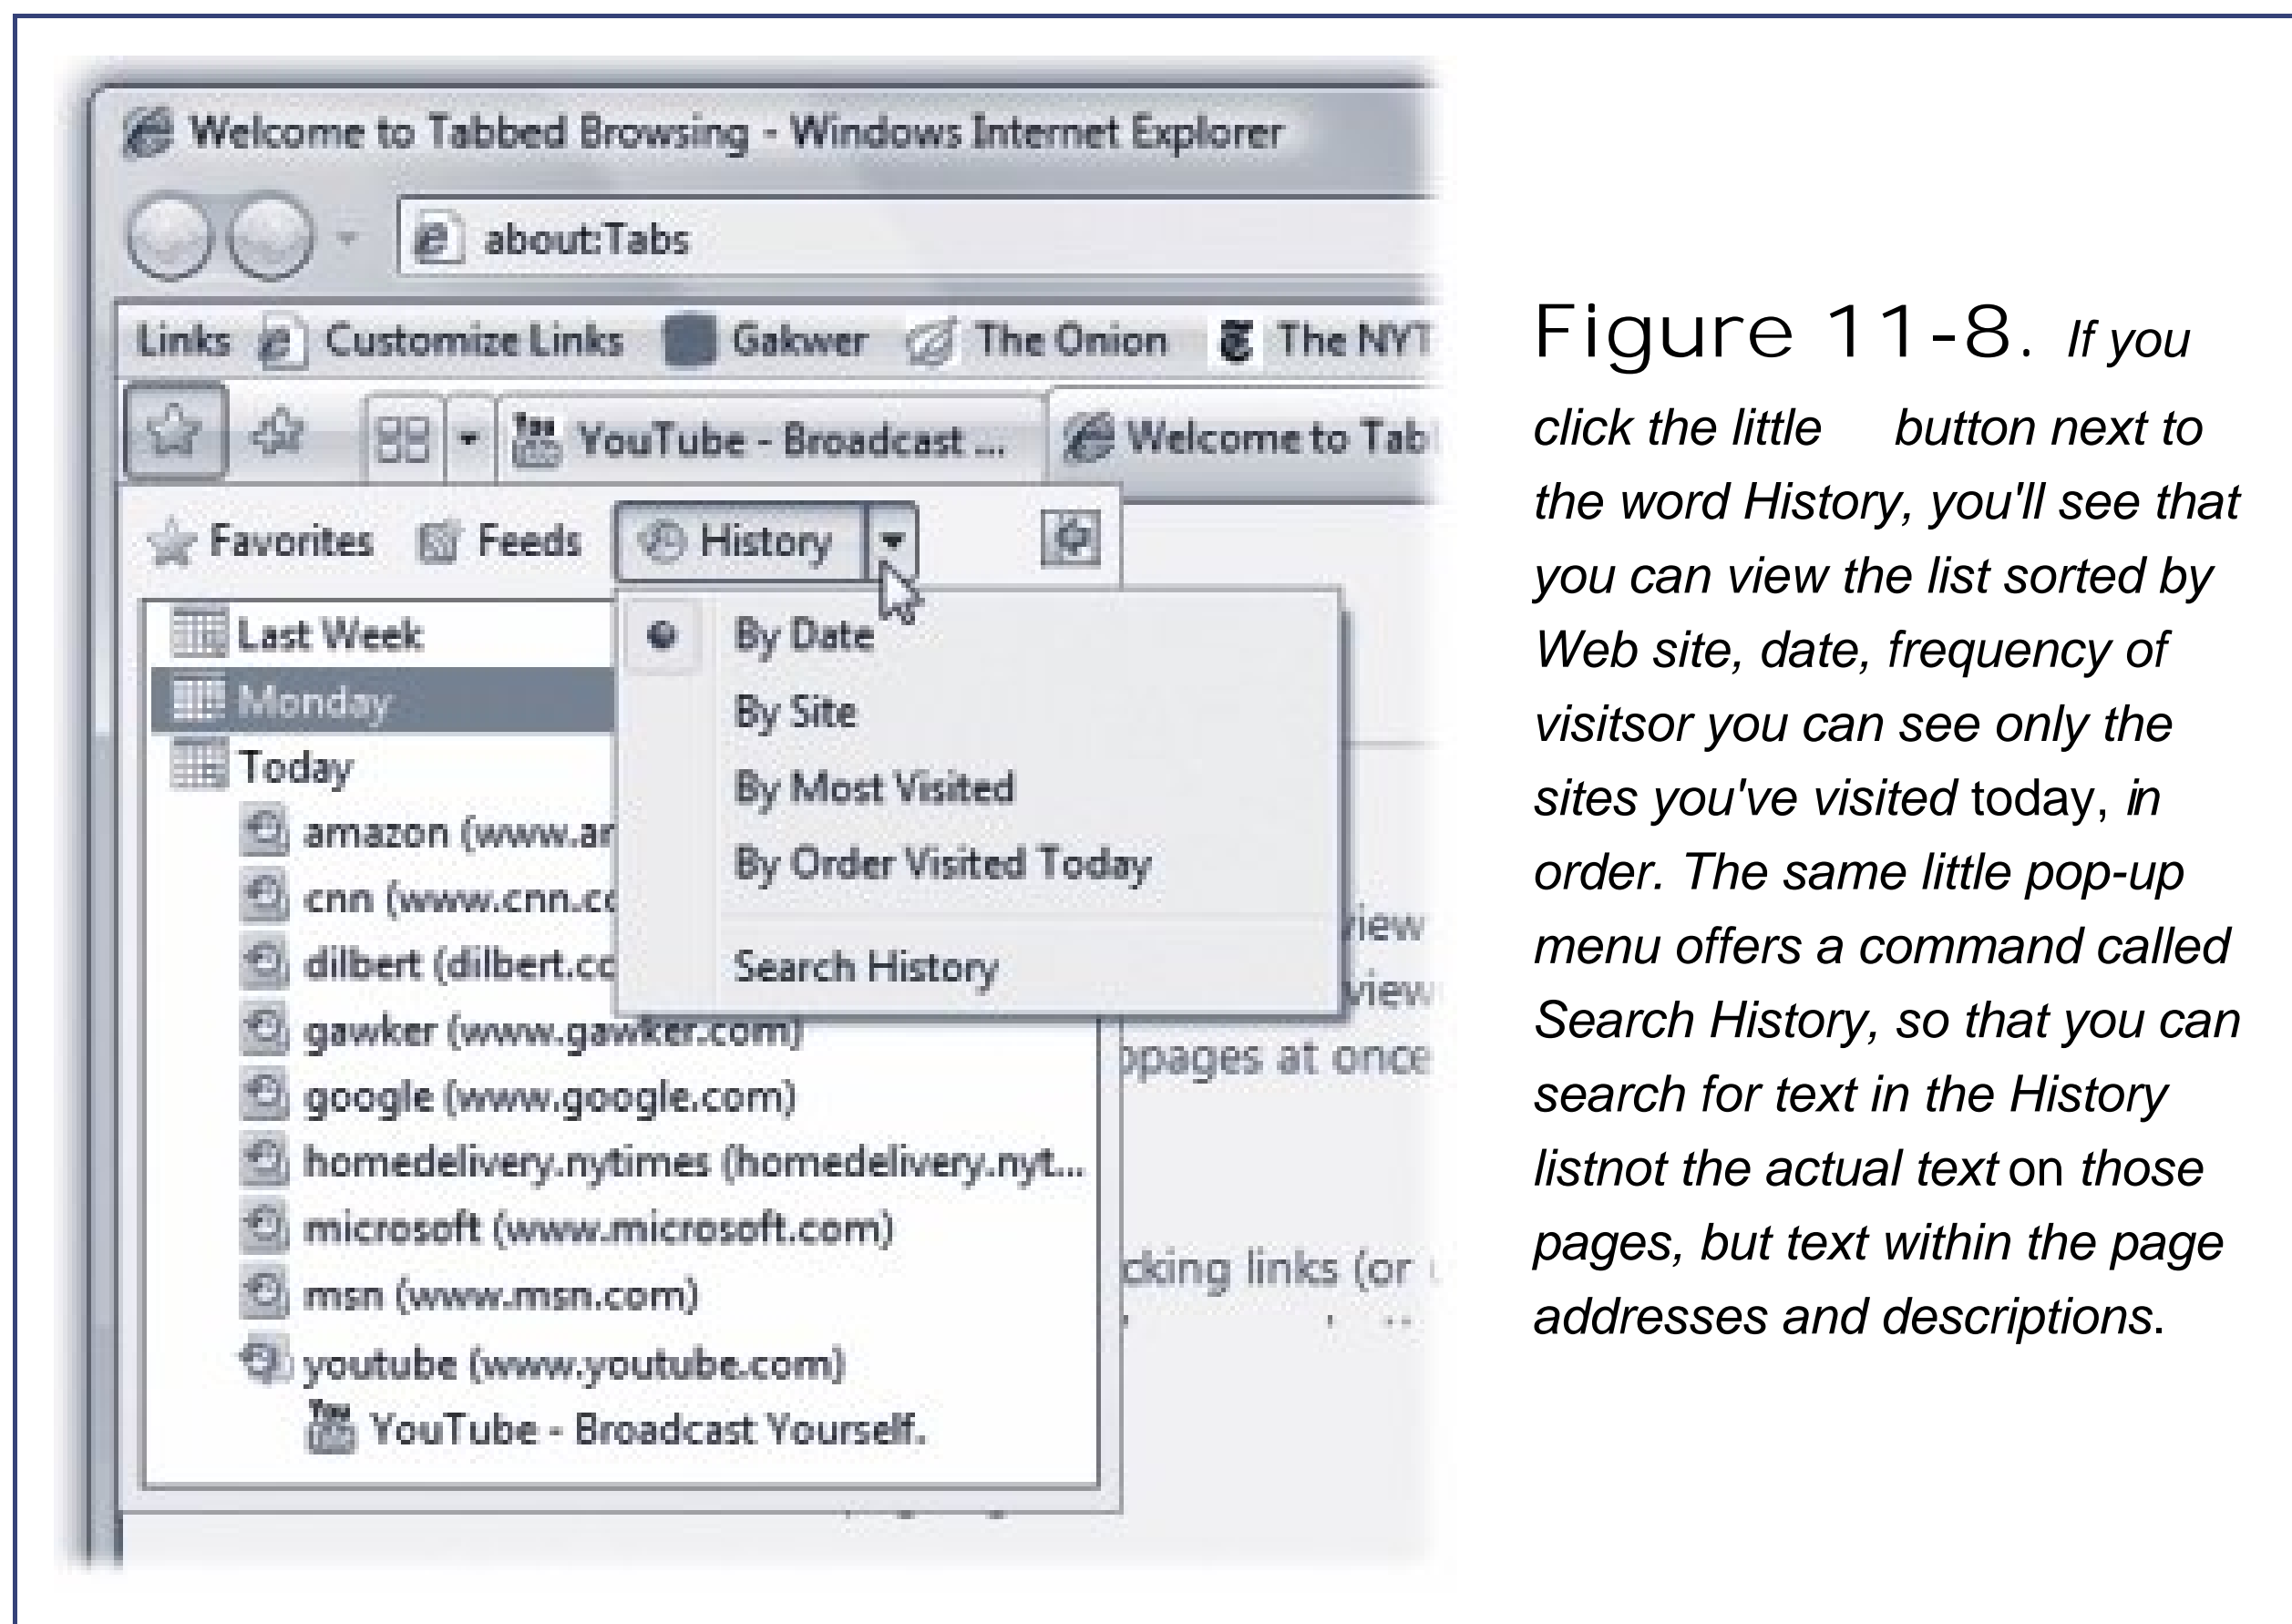 Welcome to Tabbed Browsing - Windows Internet Explorer
about:Tabs
Links Customize Links Gakwer The Onion The NYT
YouTube - Broadcast ... Welcome to Tab
Favorites Feeds History
Last Week
Monday
Today
amazon (www.ar
cnn (www.cnn.co
dilbert (dilbert.co
gawker (www.gawker.com)
google (www.google.com)
homedelivery.nytimes (homedelivery.nyt...
microsoft (www.microsoft.com)
msn (www.msn.com)
youtube (www.youtube.com)
YouTube - Broadcast Yourself.
By Date
By Site
By Most Visited
By Order Visited Today
Search History
view
view
pages at once
cking links (or
Figure 11-8. If you
click the little button next to
the word History, you'll see that
you can view the list sorted by
Web site, date, frequency of
visitsor you can see only the
sites you've visited today, in
order. The same little pop-up
menu offers a command called
Search History, so that you can
search for text in the History
listnot the actual text on those
pages, but text within the page
addresses and descriptions.